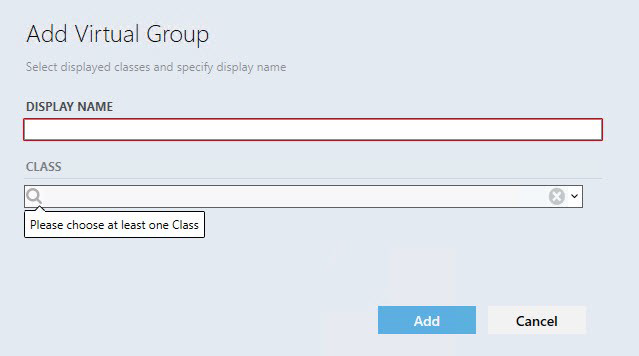 Add Virtual Group
Select displayed classes and specify display name
DISPLAY NAME
CLASS
Please choose at least one Class
Add
Cancel